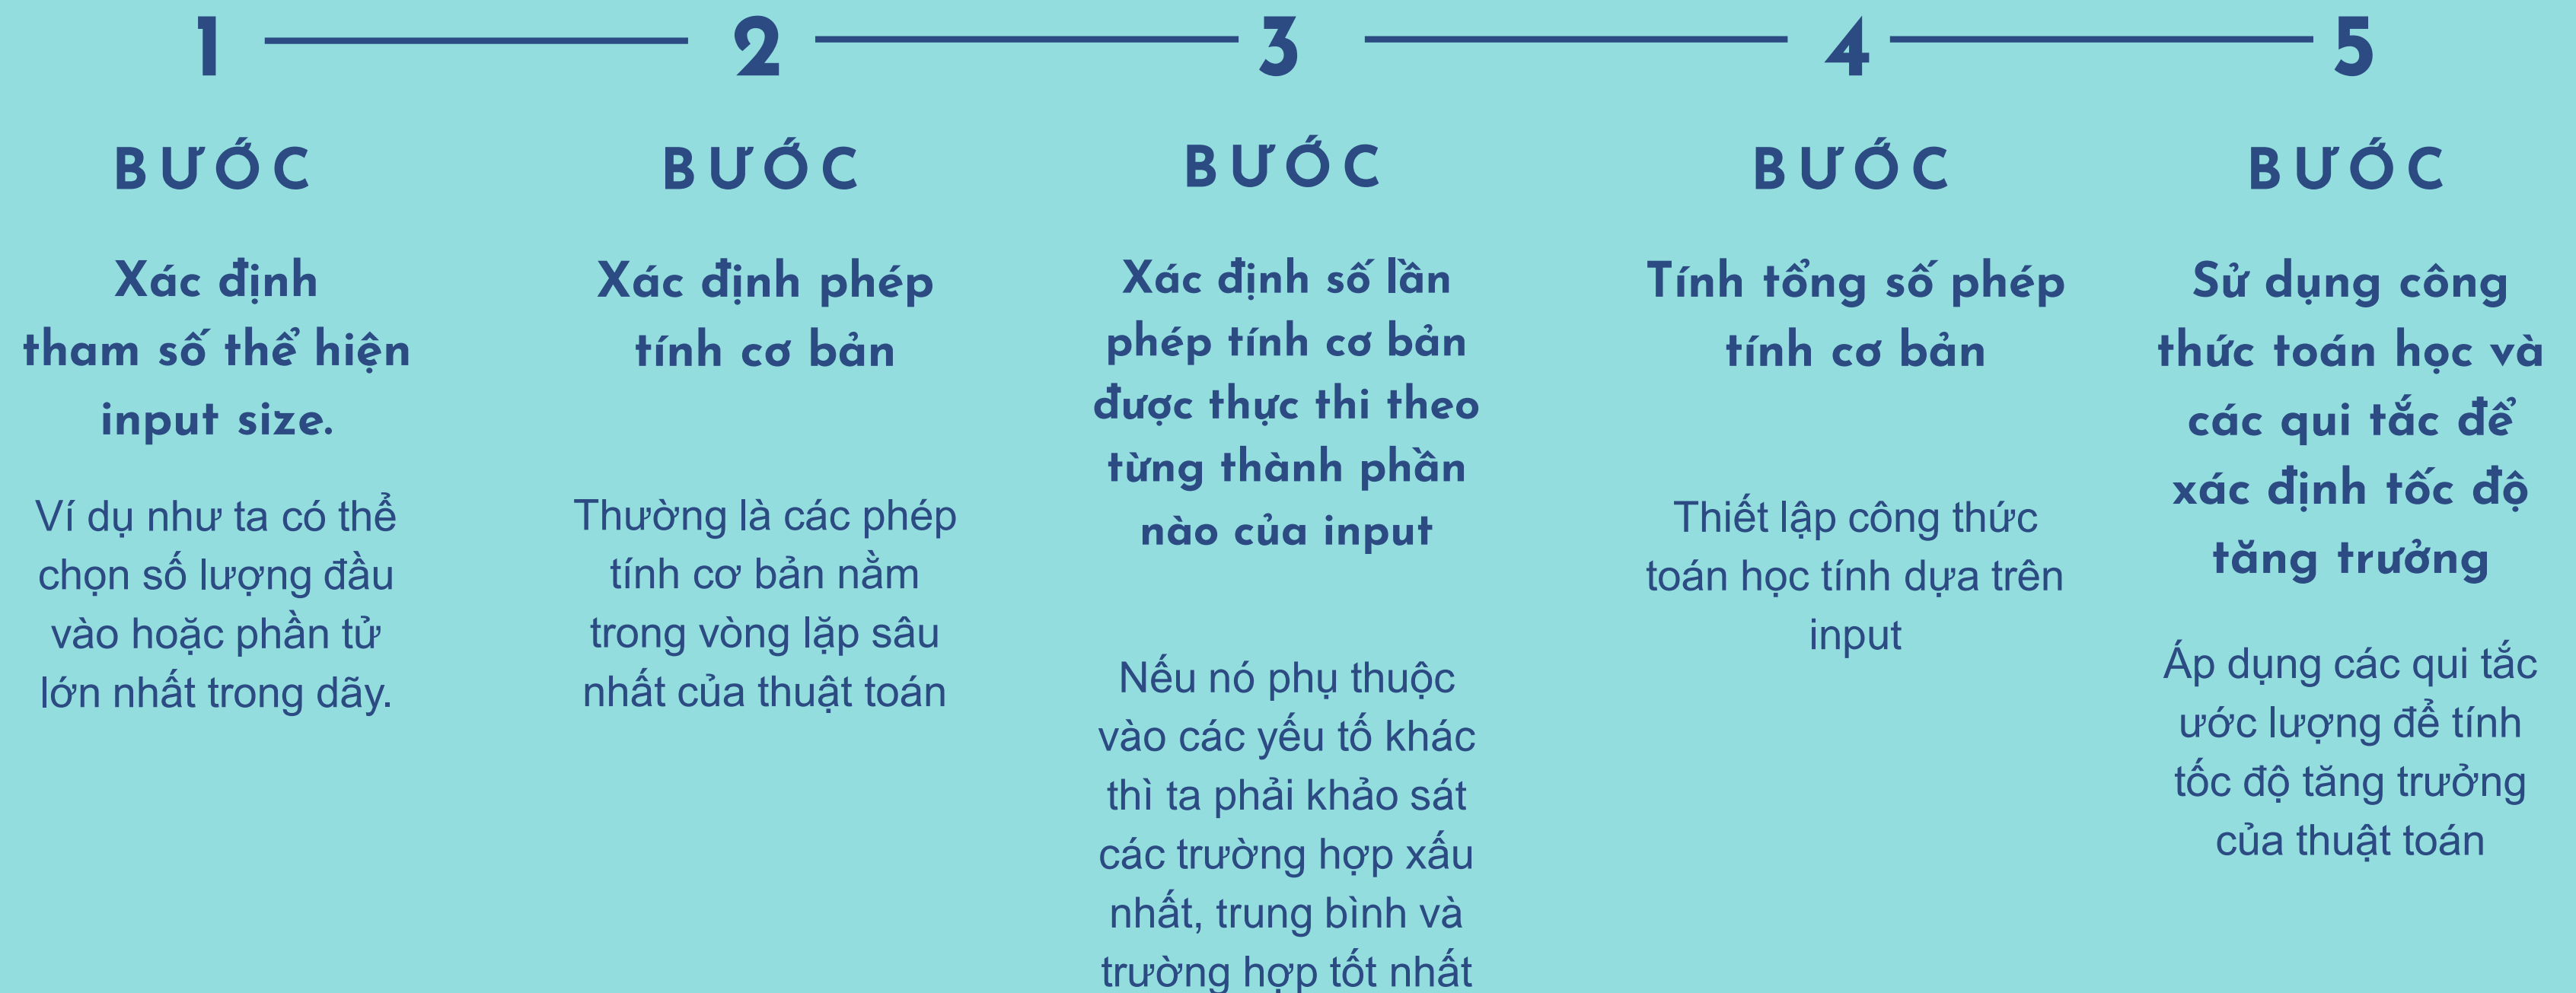 1
BƯỚC
Xác định
tham số thể hiện
input size.
Ví dụ như ta có thể
chọn số lượng đầu
vào hoặc phần tử
lớn nhất trong dãy.
2
BƯỚC
Xác định phép
tính cơ bản
Thường là các phép
tính cơ bản nằm
trong vòng lặp sâu
nhất của thuật toán
3
BƯỚC
Xác định số lần
phép tính cơ bản
được thực thi theo
từng thành phần
nào của input
Nếu nó phụ thuộc
vào các yếu tố khác
thì ta phải khảo sát
các trường hợp xấu
nhất, trung bình và
trường hợp tốt nhất
4
BƯỚC
Tính tổng số phép
tính cơ bản
Thiết lập công thức
toán học tính dựa trên
input
5
BƯỚC
Sử dụng công
thức toán học và
các qui tắc để
xác định tốc độ
tăng trưởng
Áp dụng các qui tắc
ước lượng để tính
tốc độ tăng trưởng
của thuật toán